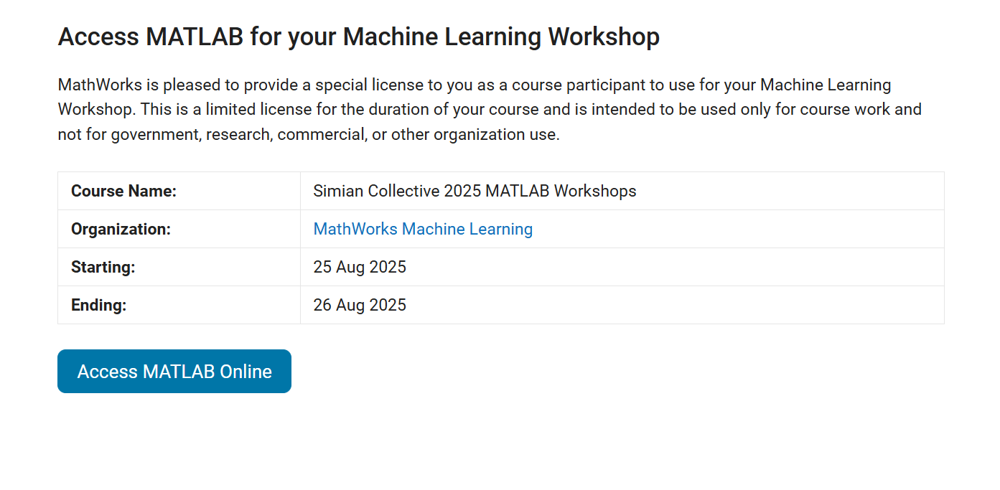 Access MATLAB for your Machine Learning Workshop
MathWorks is pleased to provide a special license to you as a course participant to use for your Machine Learning
Workshop. This is a limited license for the duration of your course and is intended to be used only for course work and
not for government, research, commercial, or other organization use.
Course Name: Simian Collective 2025 MATLAB Workshops
Organization: MathWorks Machine Learning
Starting: 25 Aug 2025
Ending: 26 Aug 2025
Access MATLAB Online